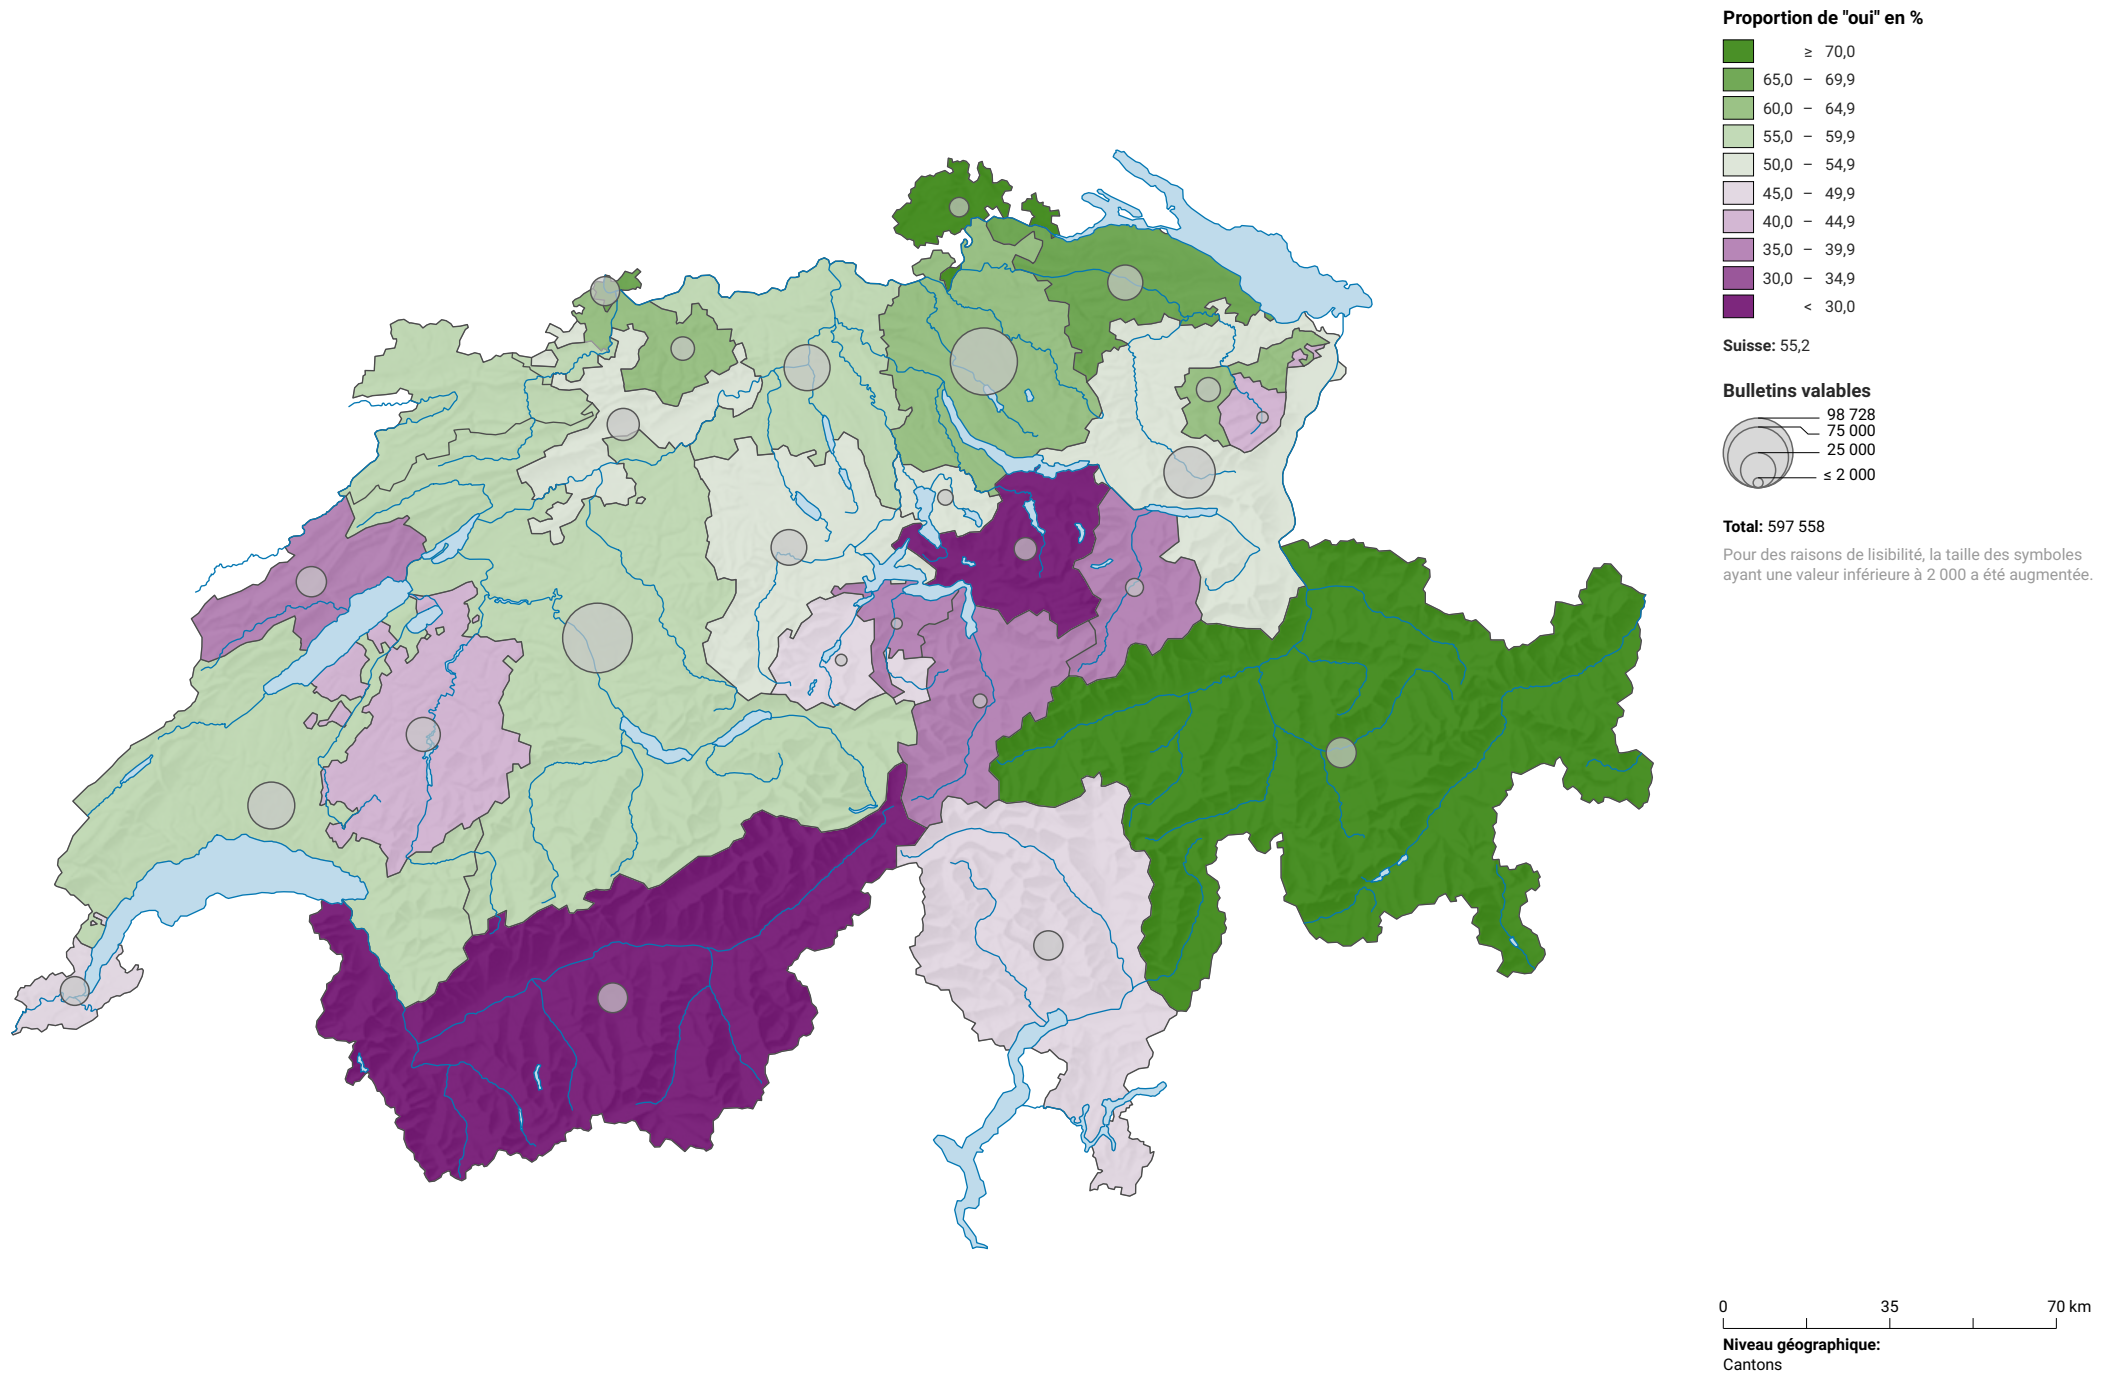 Proportion de "oui" en %
≥ 70,0
65,0 – 69,9
60,0 – 64,9
55,0 – 59,9
50,0 – 54,9
45,0 – 49,9
40,0 – 44,9
35,0 – 39,9
30,0 – 34,9
< 30,0
Suisse: 55,2
Bulletins valables
98 728
75 000
25 000
≤ 2 000
Total: 597 558
Pour des raisons de lisibilité, la taille des symboles
ayant une valeur inférieure à 2 000 a été augmentée.
0 35 70 km
Niveau géographique:
Cantons